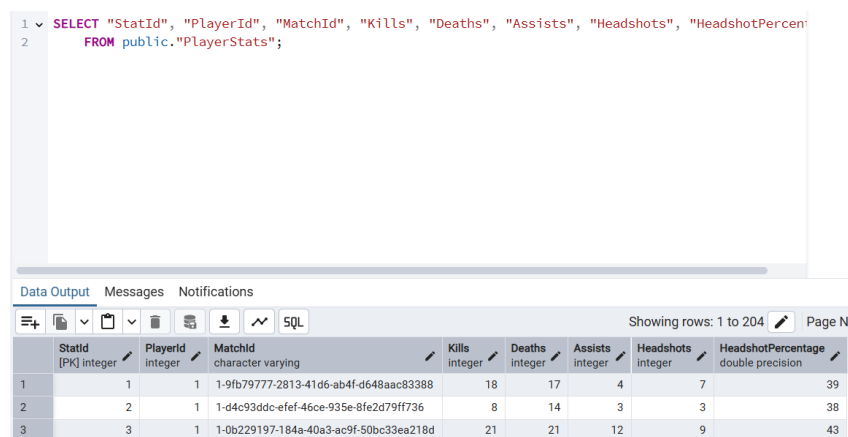 1 SELECT "StatId", "PlayerId", "MatchId", "Kills", "Deaths", "Assists", "Headshots", "HeadshotPercen
2 FROM public."PlayerStats";
Data Output Messages Notifications
SQL Showing rows: 1 to 204 Page N
StatId PlayerId MatchId Kills Deaths Assists Headshots HeadshotPercentage
[PK] integer integer character varying integer integer integer integer double precision
1 1 1 1-9fb79777-2813-41d6-ab4f-d648aac83388 18 17 4 7 39
2 2 1 1-d4c93ddc-efef-46ce-935e-8fe2d79ff736 8 14 3 3 38
3 3 1 1-0b229197-184a-40a3-ac9f-50bc33ea218d 21 21 12 9 43